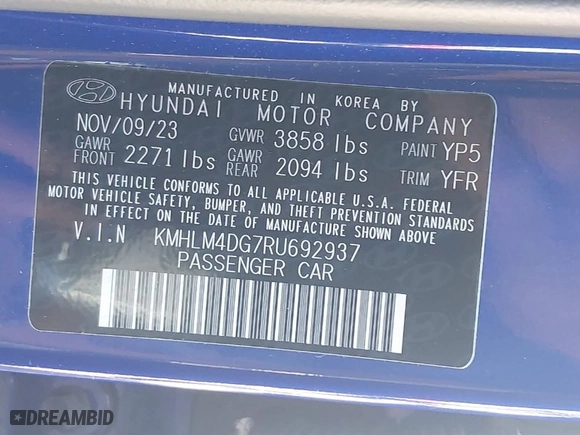 MANUFACTURED IN KOREA BY
HYUNDAI MOTOR COMPANY
NOV/09/23 GVWR 3858 lbs PAINT YP5
GAWR FRONT 2271 lbs GAWR REAR 2094 lbs TRIM YFR
THIS VEHICLE CONFORMS TO ALL APPLICABLE U.S.A. FEDERAL
MOTOR VEHICLE SAFETY, BUMPER, AND THEFT PREVENTION STANDARDS
IN EFFECT ON THE DATE OF MANUFACTURE SHOWN ABOVE.
V.I.N KMHLM4DG7RU692937
PASSENGER CAR
DREAMBID